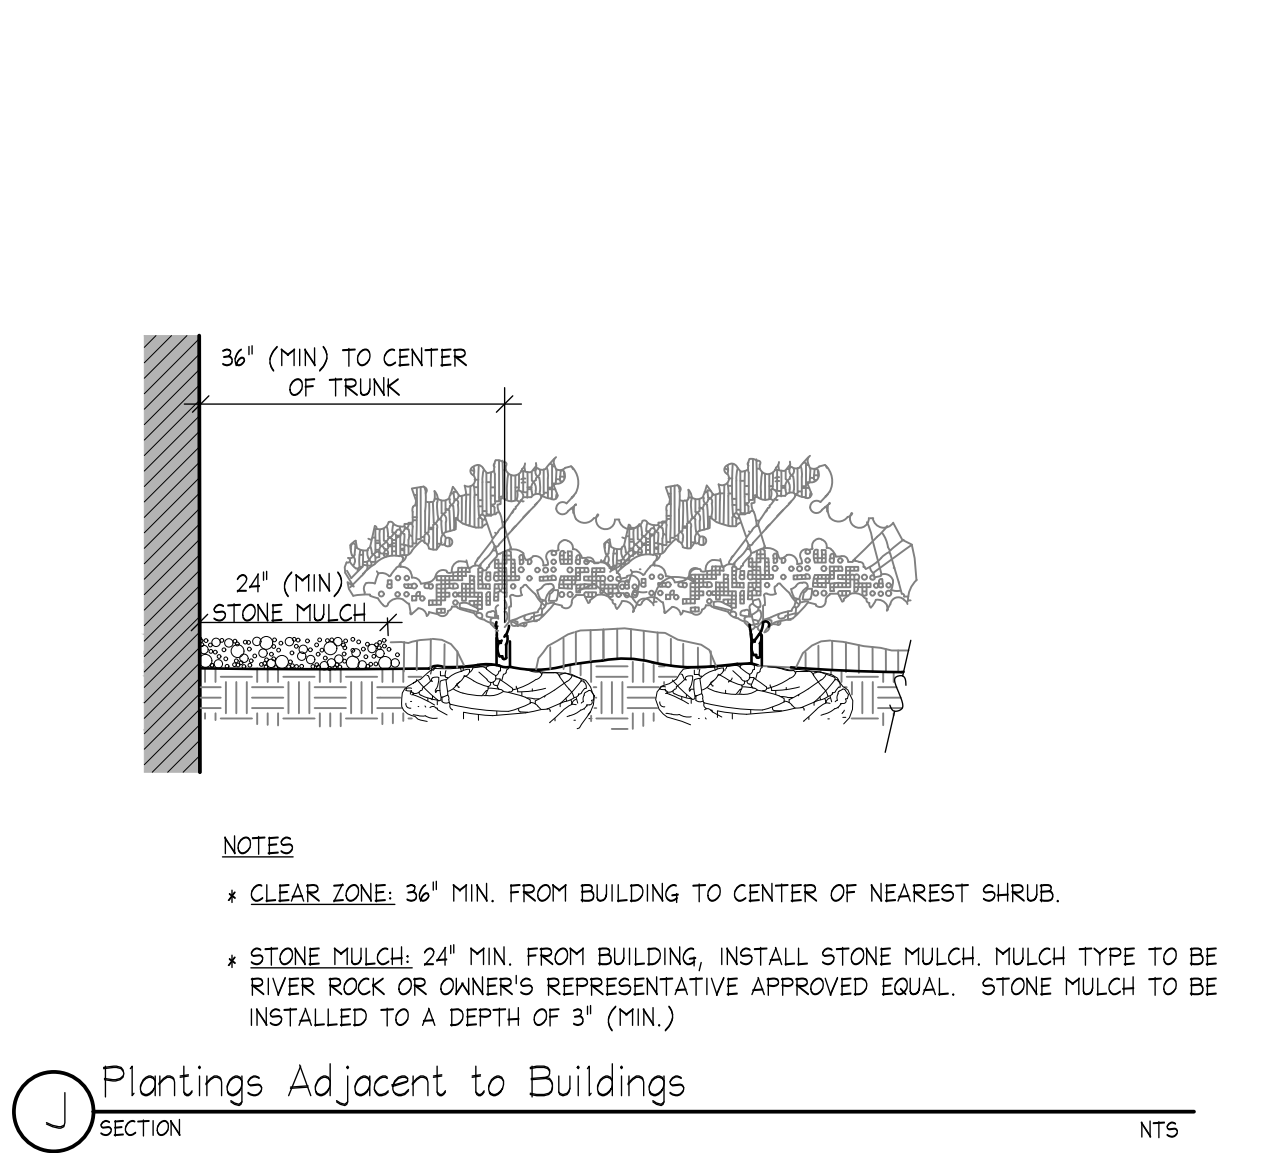 36" (MIN) TO CENTER
OF TRUNK
24" (MIN)
STONE MULCH
NOTES
* CLEAR ZONE: 36" MIN. FROM BUILDING TO CENTER OF NEAREST SHRUB.
* STONE MULCH: 24" MIN. FROM BUILDING, INSTALL STONE MULCH. MULCH TYPE TO BE
RIVER ROCK OR OWNER'S REPRESENTATIVE APPROVED EQUAL. STONE MULCH TO BE
INSTALLED TO A DEPTH OF 3" (MIN.)
J
Plantings Adjacent to Buildings
SECTION
NTS